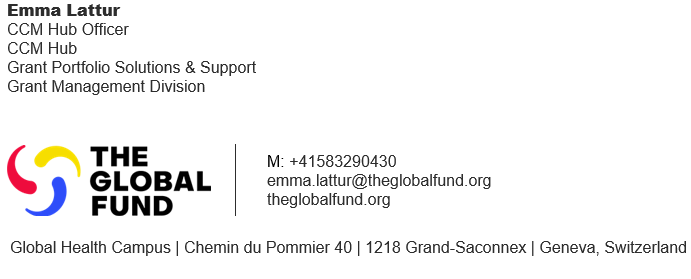 Emma Lattur
CCM Hub Officer
CCM Hub
Grant Portfolio Solutions & Support
Grant Management Division
THE
GLOBAL
FUND
M: +41583290430
emma.lattur@theglobalfund.org
theglobalfund.org
Global Health Campus | Chemin du Pommier 40 | 1218 Grand-Saconnex | Geneva, Switzerland